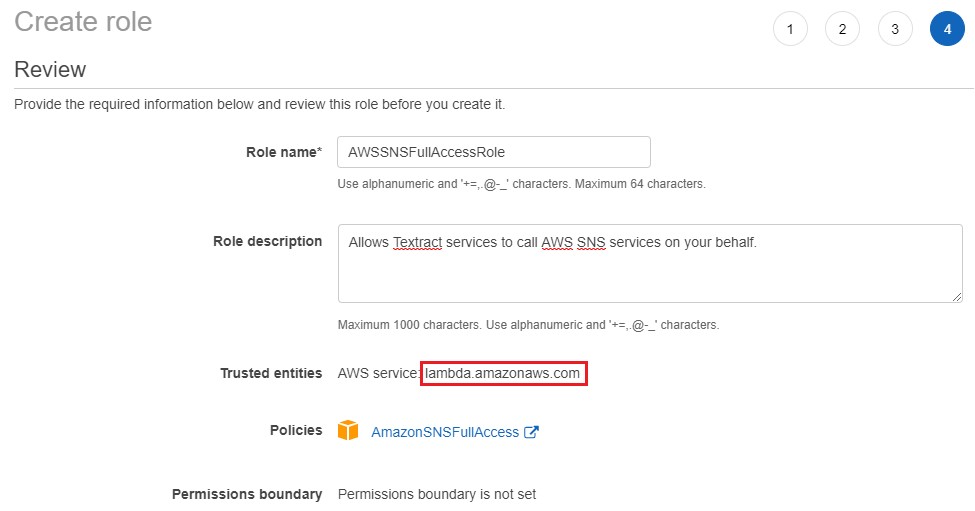 Create role
1 2 3 4
Review
Provide the required information below and review this role before you create it.
Role name* AWSSNSFullAccessRole
Use alphanumeric and '+=,.@-_' characters. Maximum 64 characters.
Role description Allows Textract services to call AWS SNS services on your behalf.
Maximum 1000 characters. Use alphanumeric and '+=,.@-_' characters.
Trusted entities AWS service: lambda.amazonaws.com
Policies AmazonSNSFullAccess
Permissions boundary Permissions boundary is not set